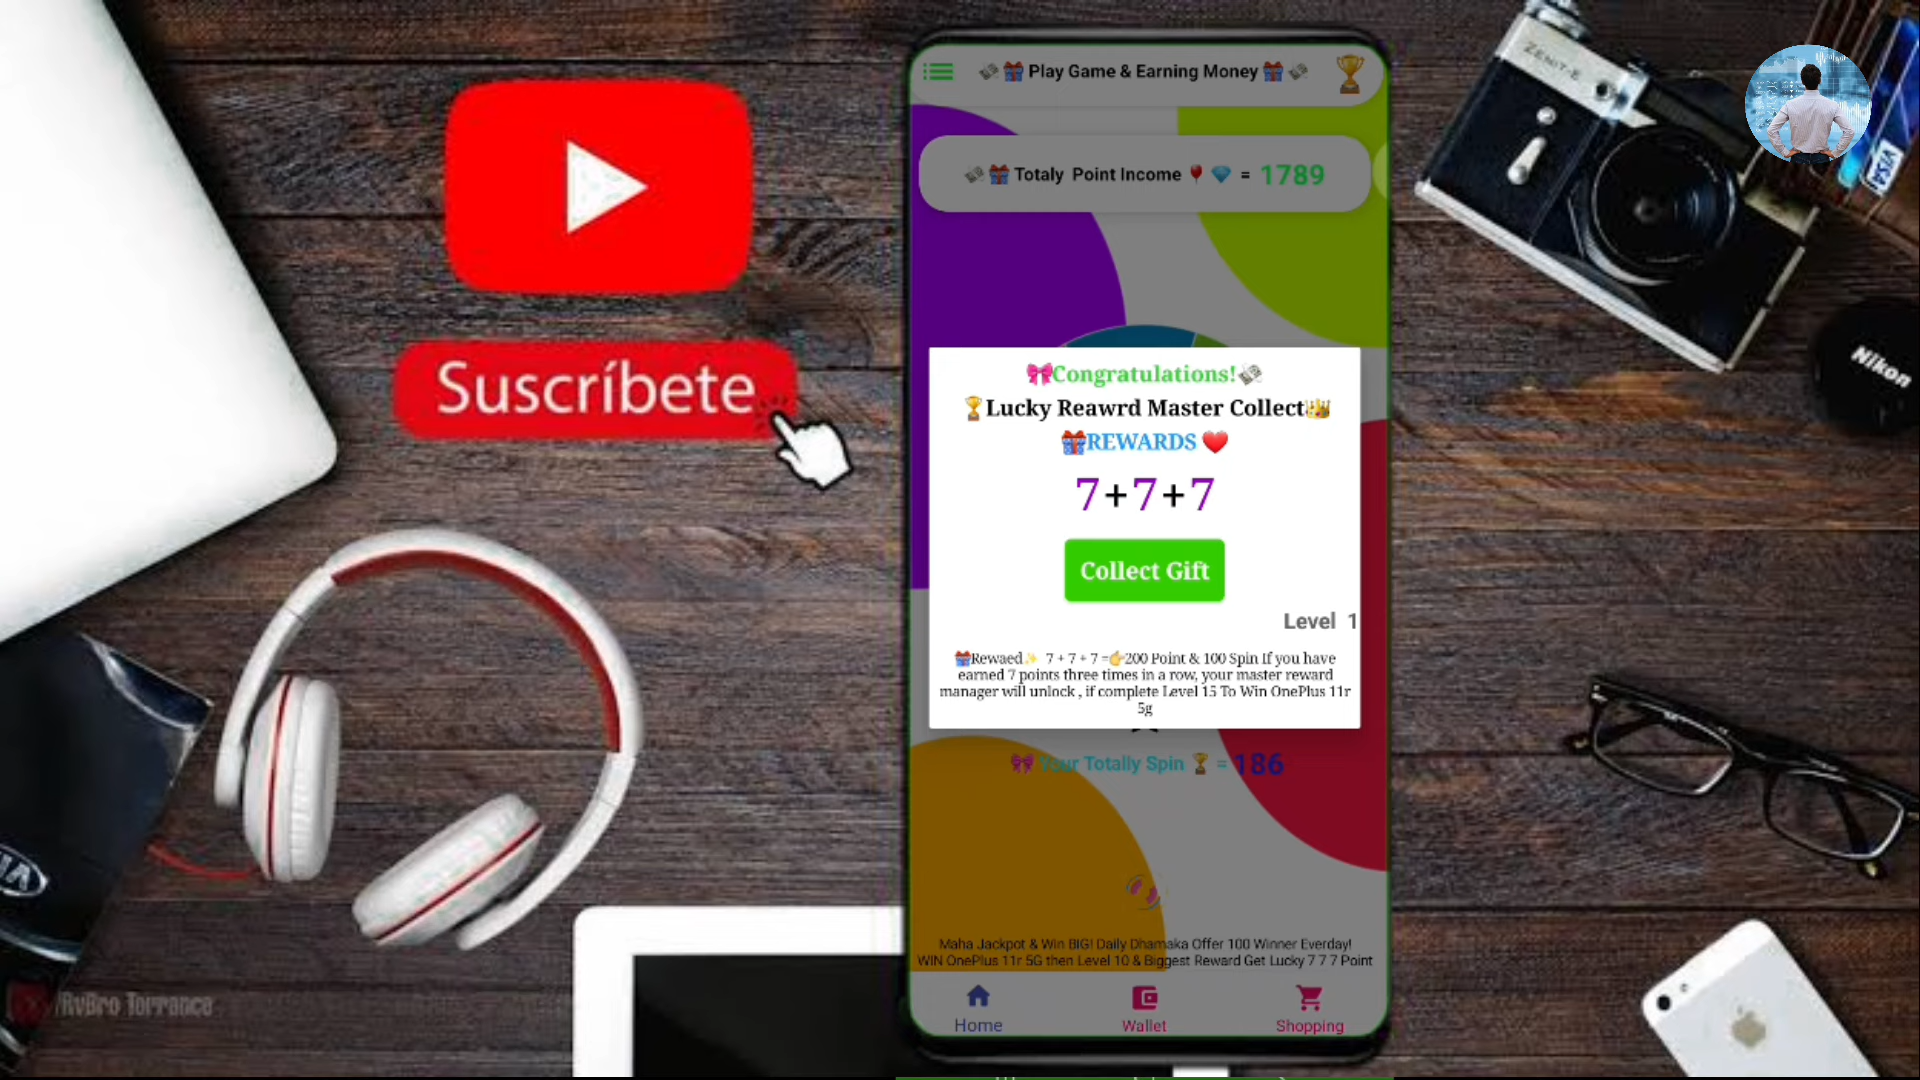 Suscríbete
Play Game & Earning Money
Totaly Point Income = 1789
Congratulations!
Lucky Reawrd Master Collect
REWARDS
7+7+7
Collect Gift
Level 1
Rewaed 7 + 7 + 7 = 200 Point & 100 Spin If you have
earned 7 points three times in a row, your master reward
manager will unlock , if complete Level 15 To Win OnePlus 11r
5g
Your Totally Spin = 186
Maha Jackpot & Win BIG! Daily Dhamaka Offer 100 Winner Everday!
WIN OnePlus 11r 5G then Level 10 & Biggest Reward Get Lucky 7 7 7 Point
Home
Wallet
Shopping
ZENIT-E
VISA
Nikon
/RvBro Torrance